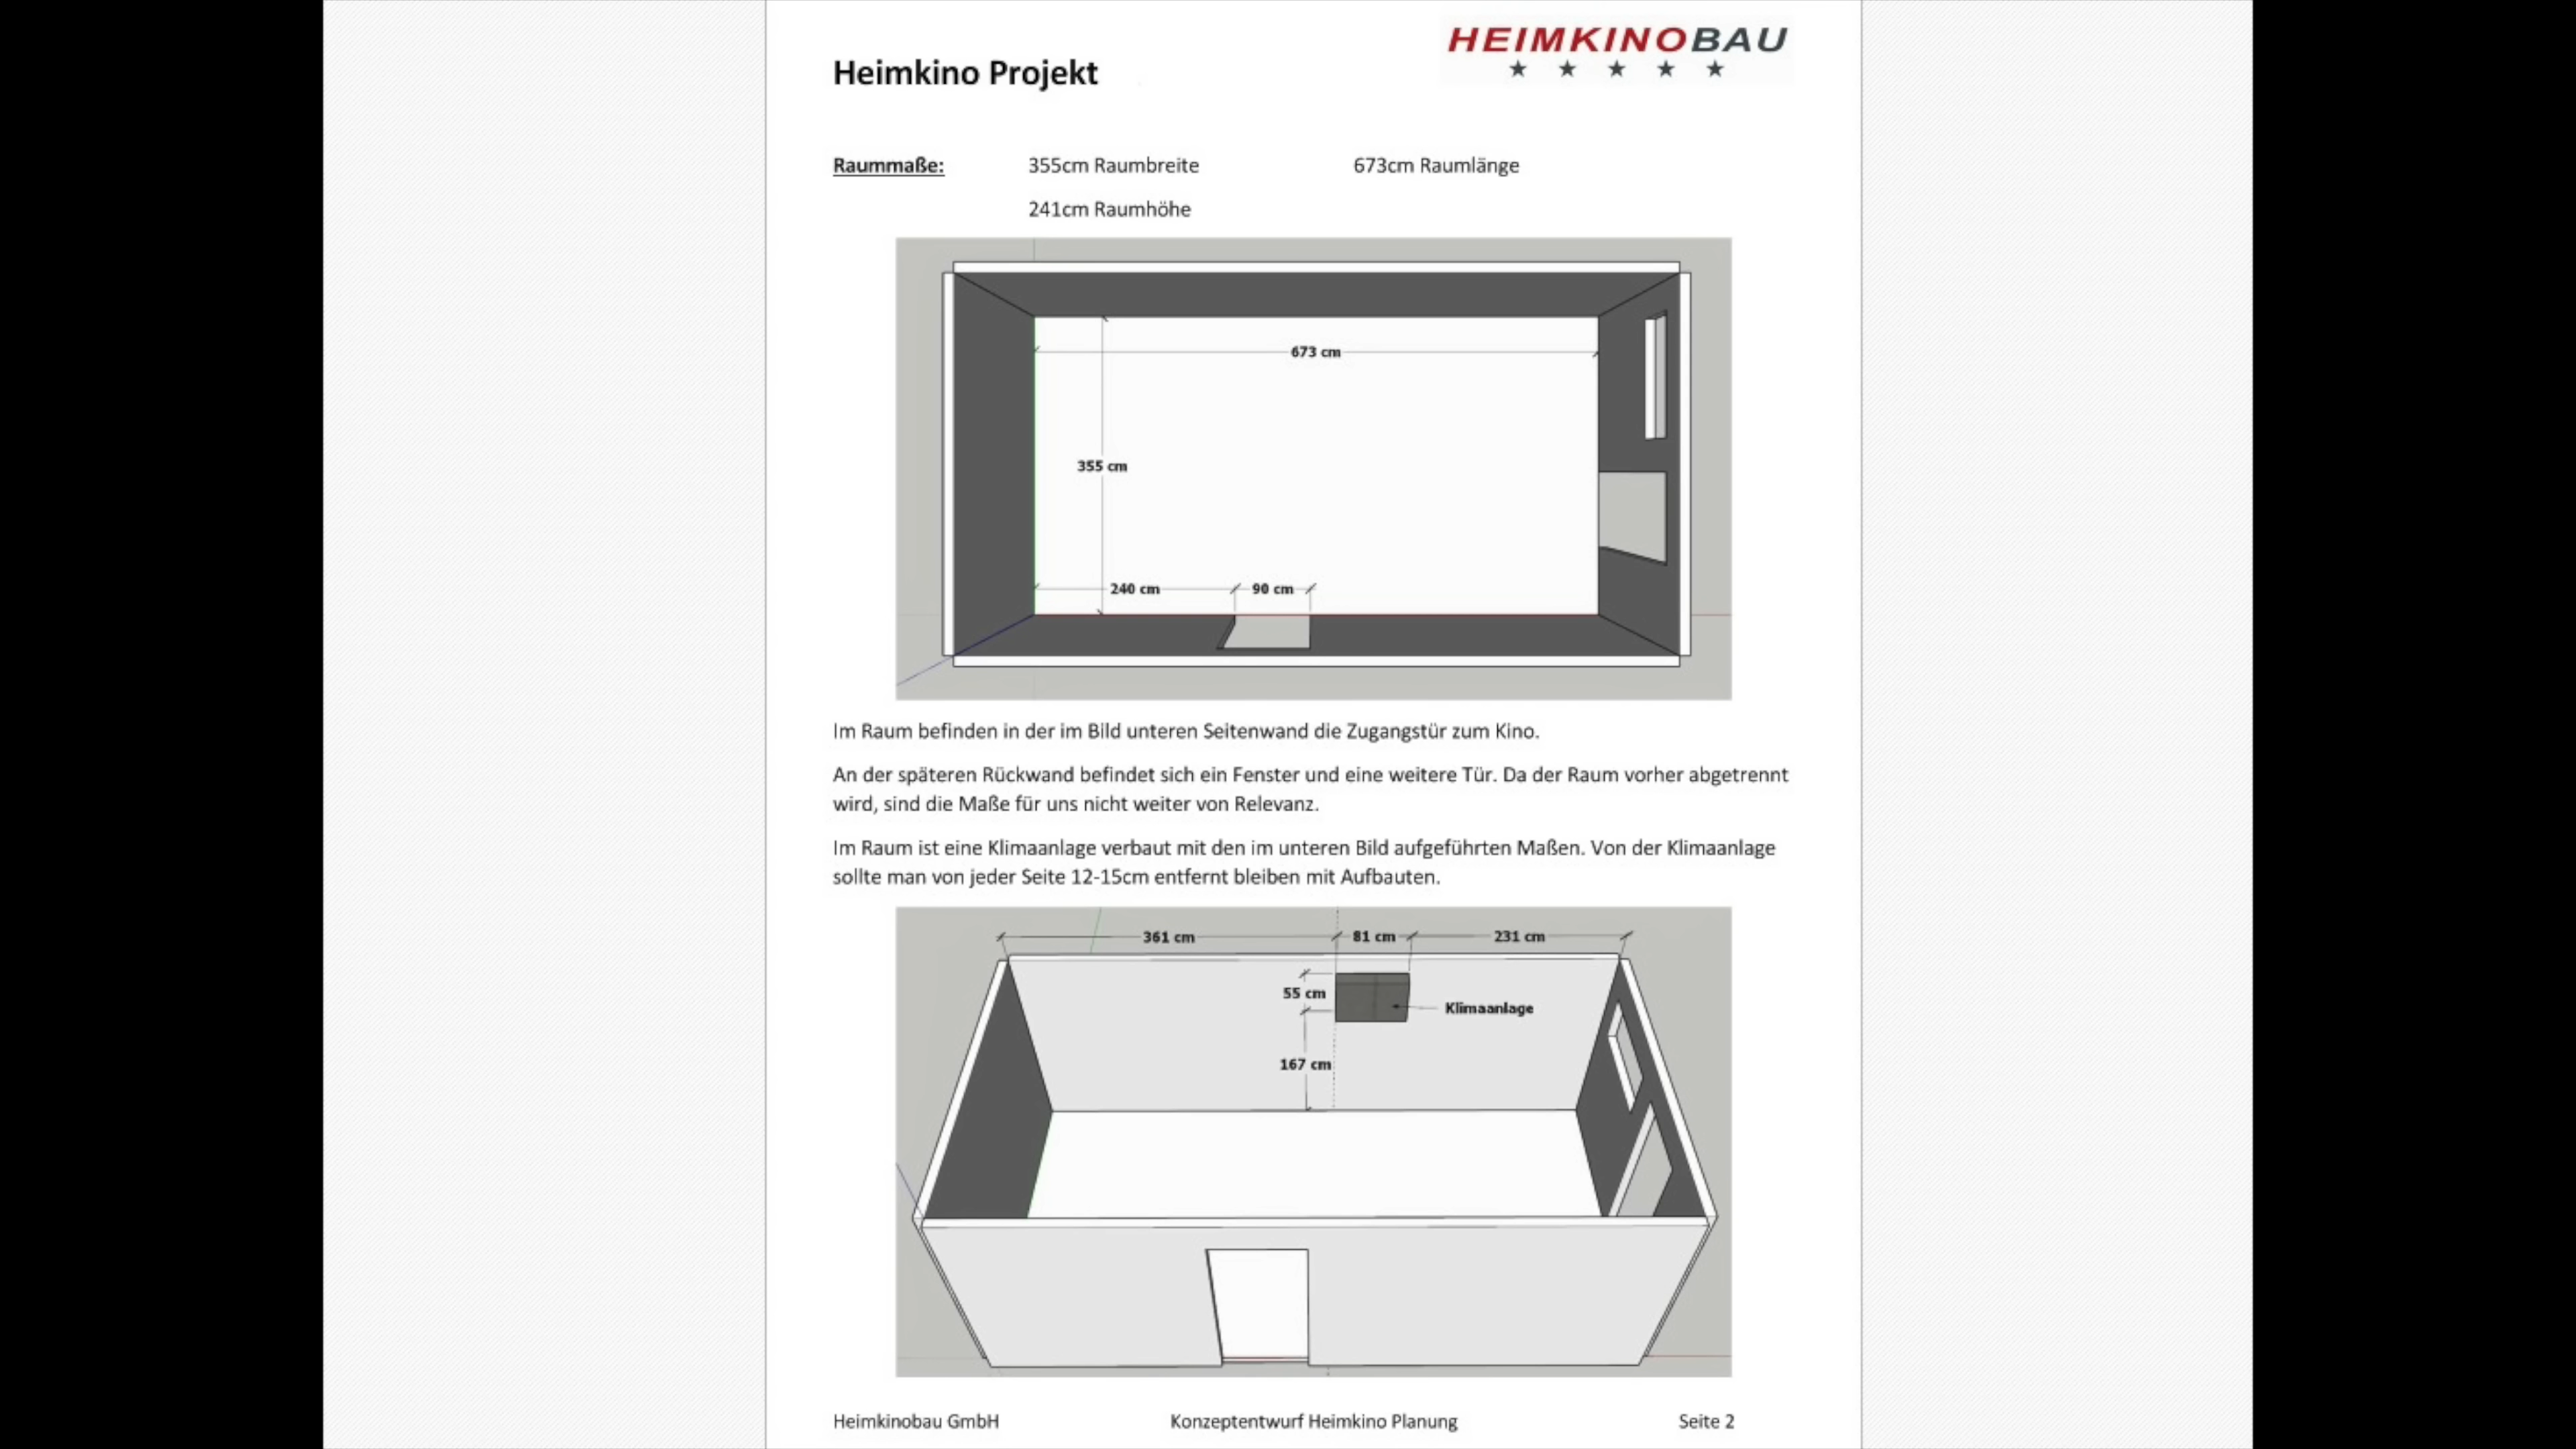 HEIMKINOBAU
Heimkino Projekt
Raummaße: 355cm Raumbreite 673cm Raumlänge
241cm Raumhöhe
673 cm
355 cm
240 cm 90 cm
Im Raum befinden in der im Bild unteren Seitenwand die Zugangstür zum Kino.
An der späteren Rückwand befindet sich ein Fenster und eine weitere Tür. Da der Raum vorher abgetrennt
wird, sind die Maße für uns nicht weiter von Relevanz.
Im Raum ist eine Klimaanlage verbaut mit den im unteren Bild aufgeführten Maßen. Von der Klimaanlage
sollte man von jeder Seite 12-15cm entfernt bleiben mit Aufbauten.
361 cm 81 cm 231 cm
55 cm
Klimaanlage
167 cm
Heimkinobau GmbH Konzeptentwurf Heimkino Planung Seite 2